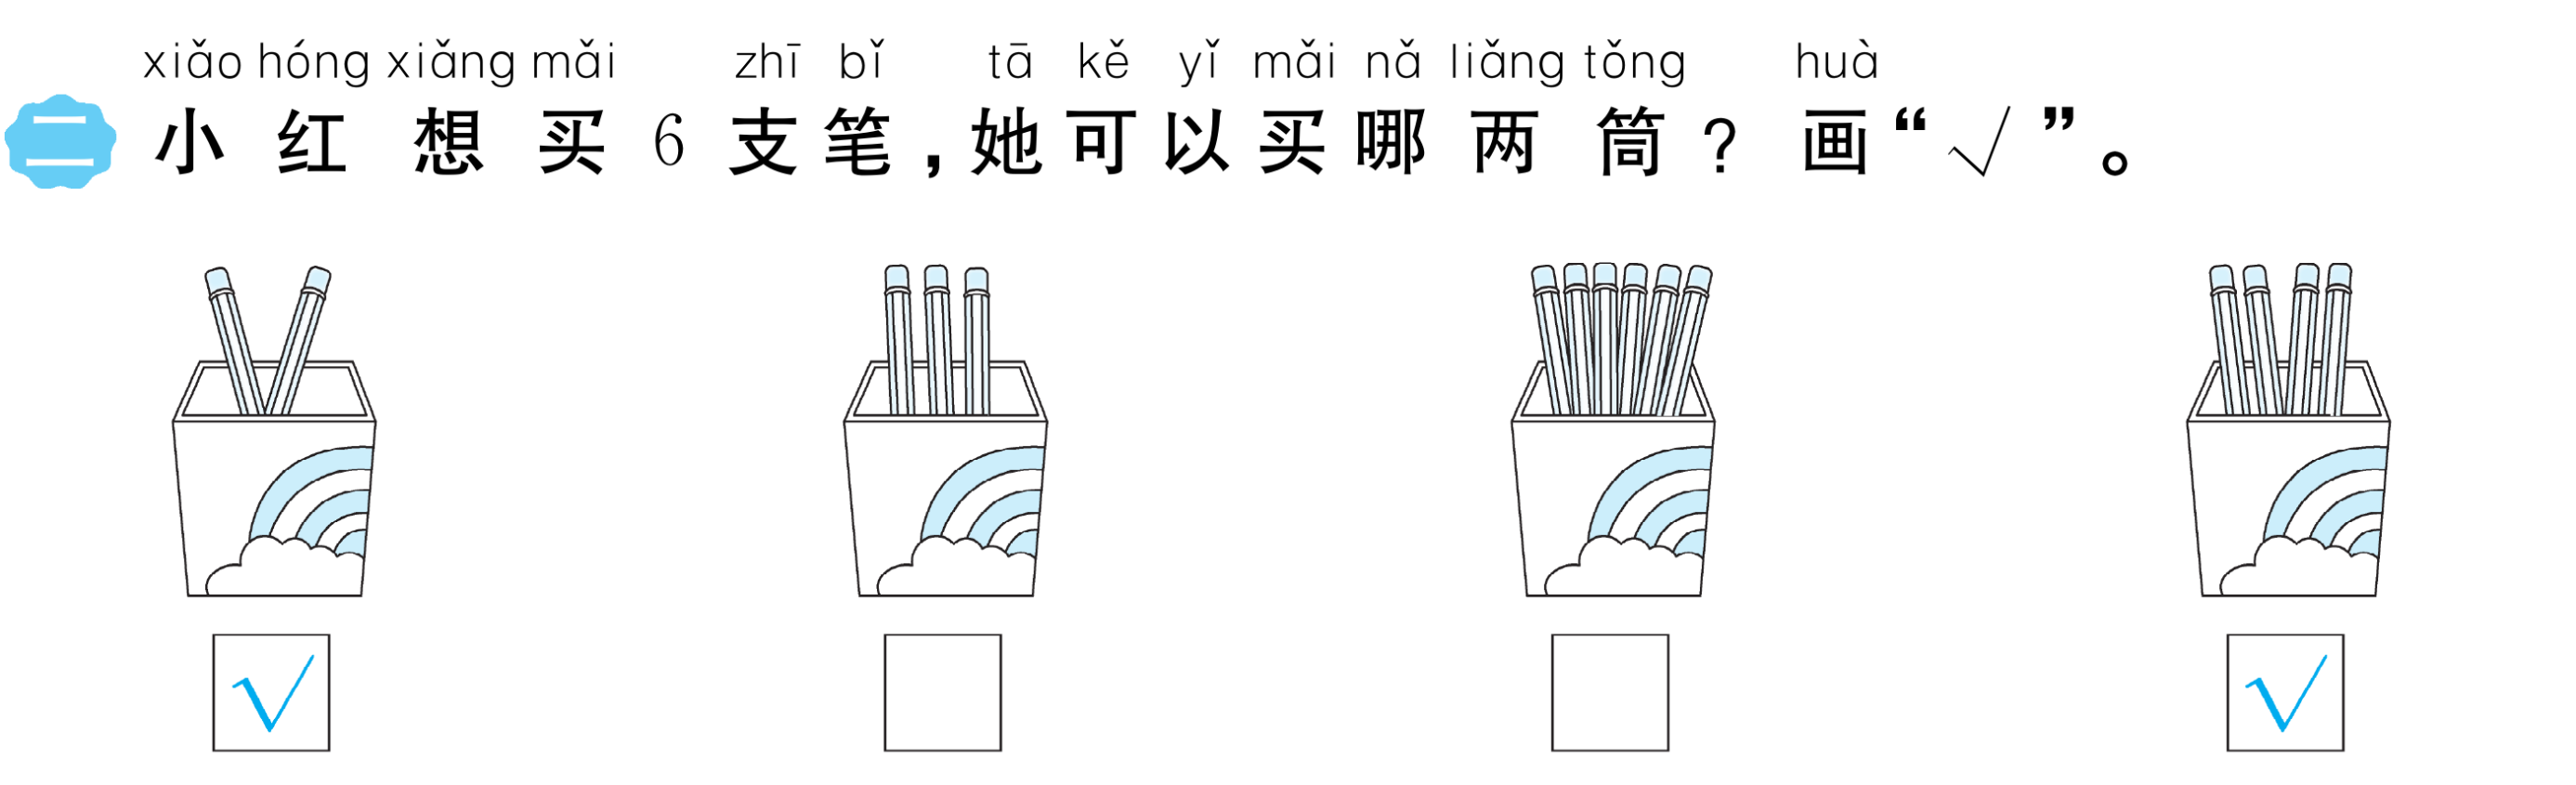 xiǎo hóng xiǎng mǎi zhī bǐ tā kě yǐ mǎi nǎ liǎng tǒng huà
二 小红想买6支笔，她可以买哪两筒？画“√”。
√ √